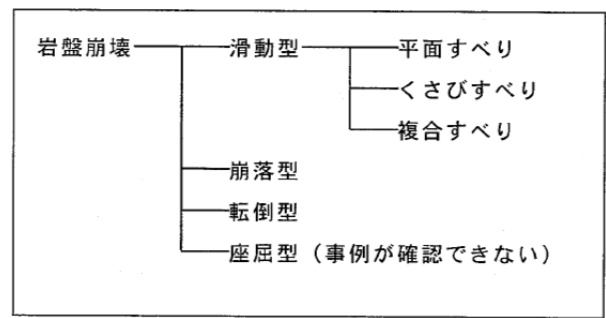 岩盤崩壊 滑動型 平面すべり
くさびすべり
複合すべり
崩落型
転倒型
座屈型（事例が確認できない）